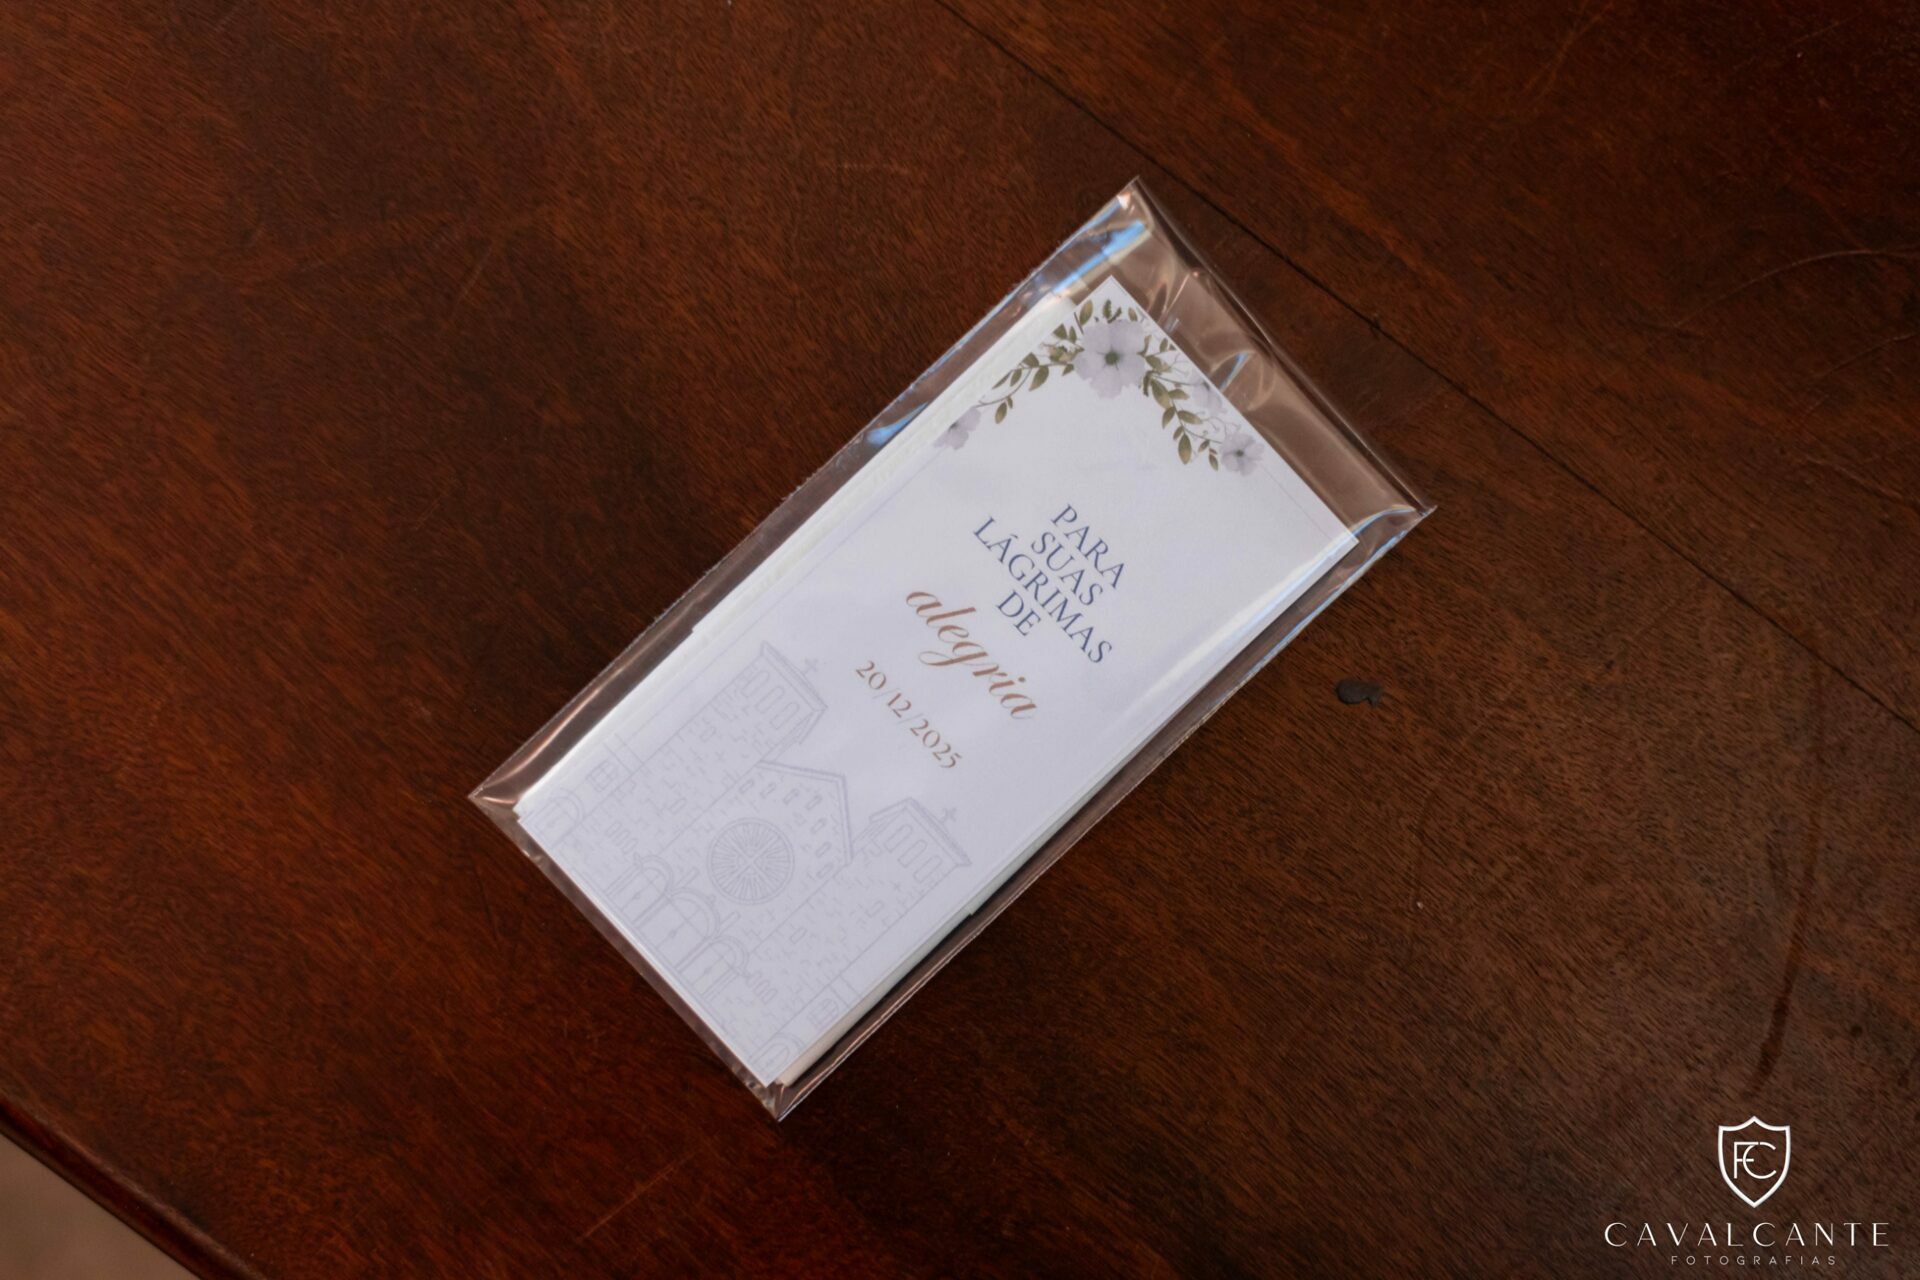 PARA
SUAS
LÁGRIMAS
DE
alegria
20/12/2025
FC
CAVALCANTE
FOTOGRAFIAS